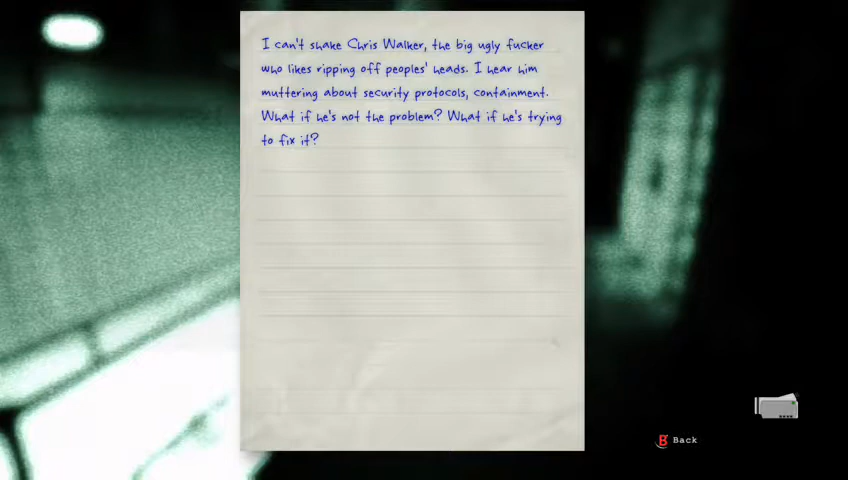 I can't shake Chris Walker, the big ugly fucker
who likes ripping off peoples' heads. I hear him
muttering about security protocols, containment.
What if he's not the problem? What if he's trying
to fix it?
B Back